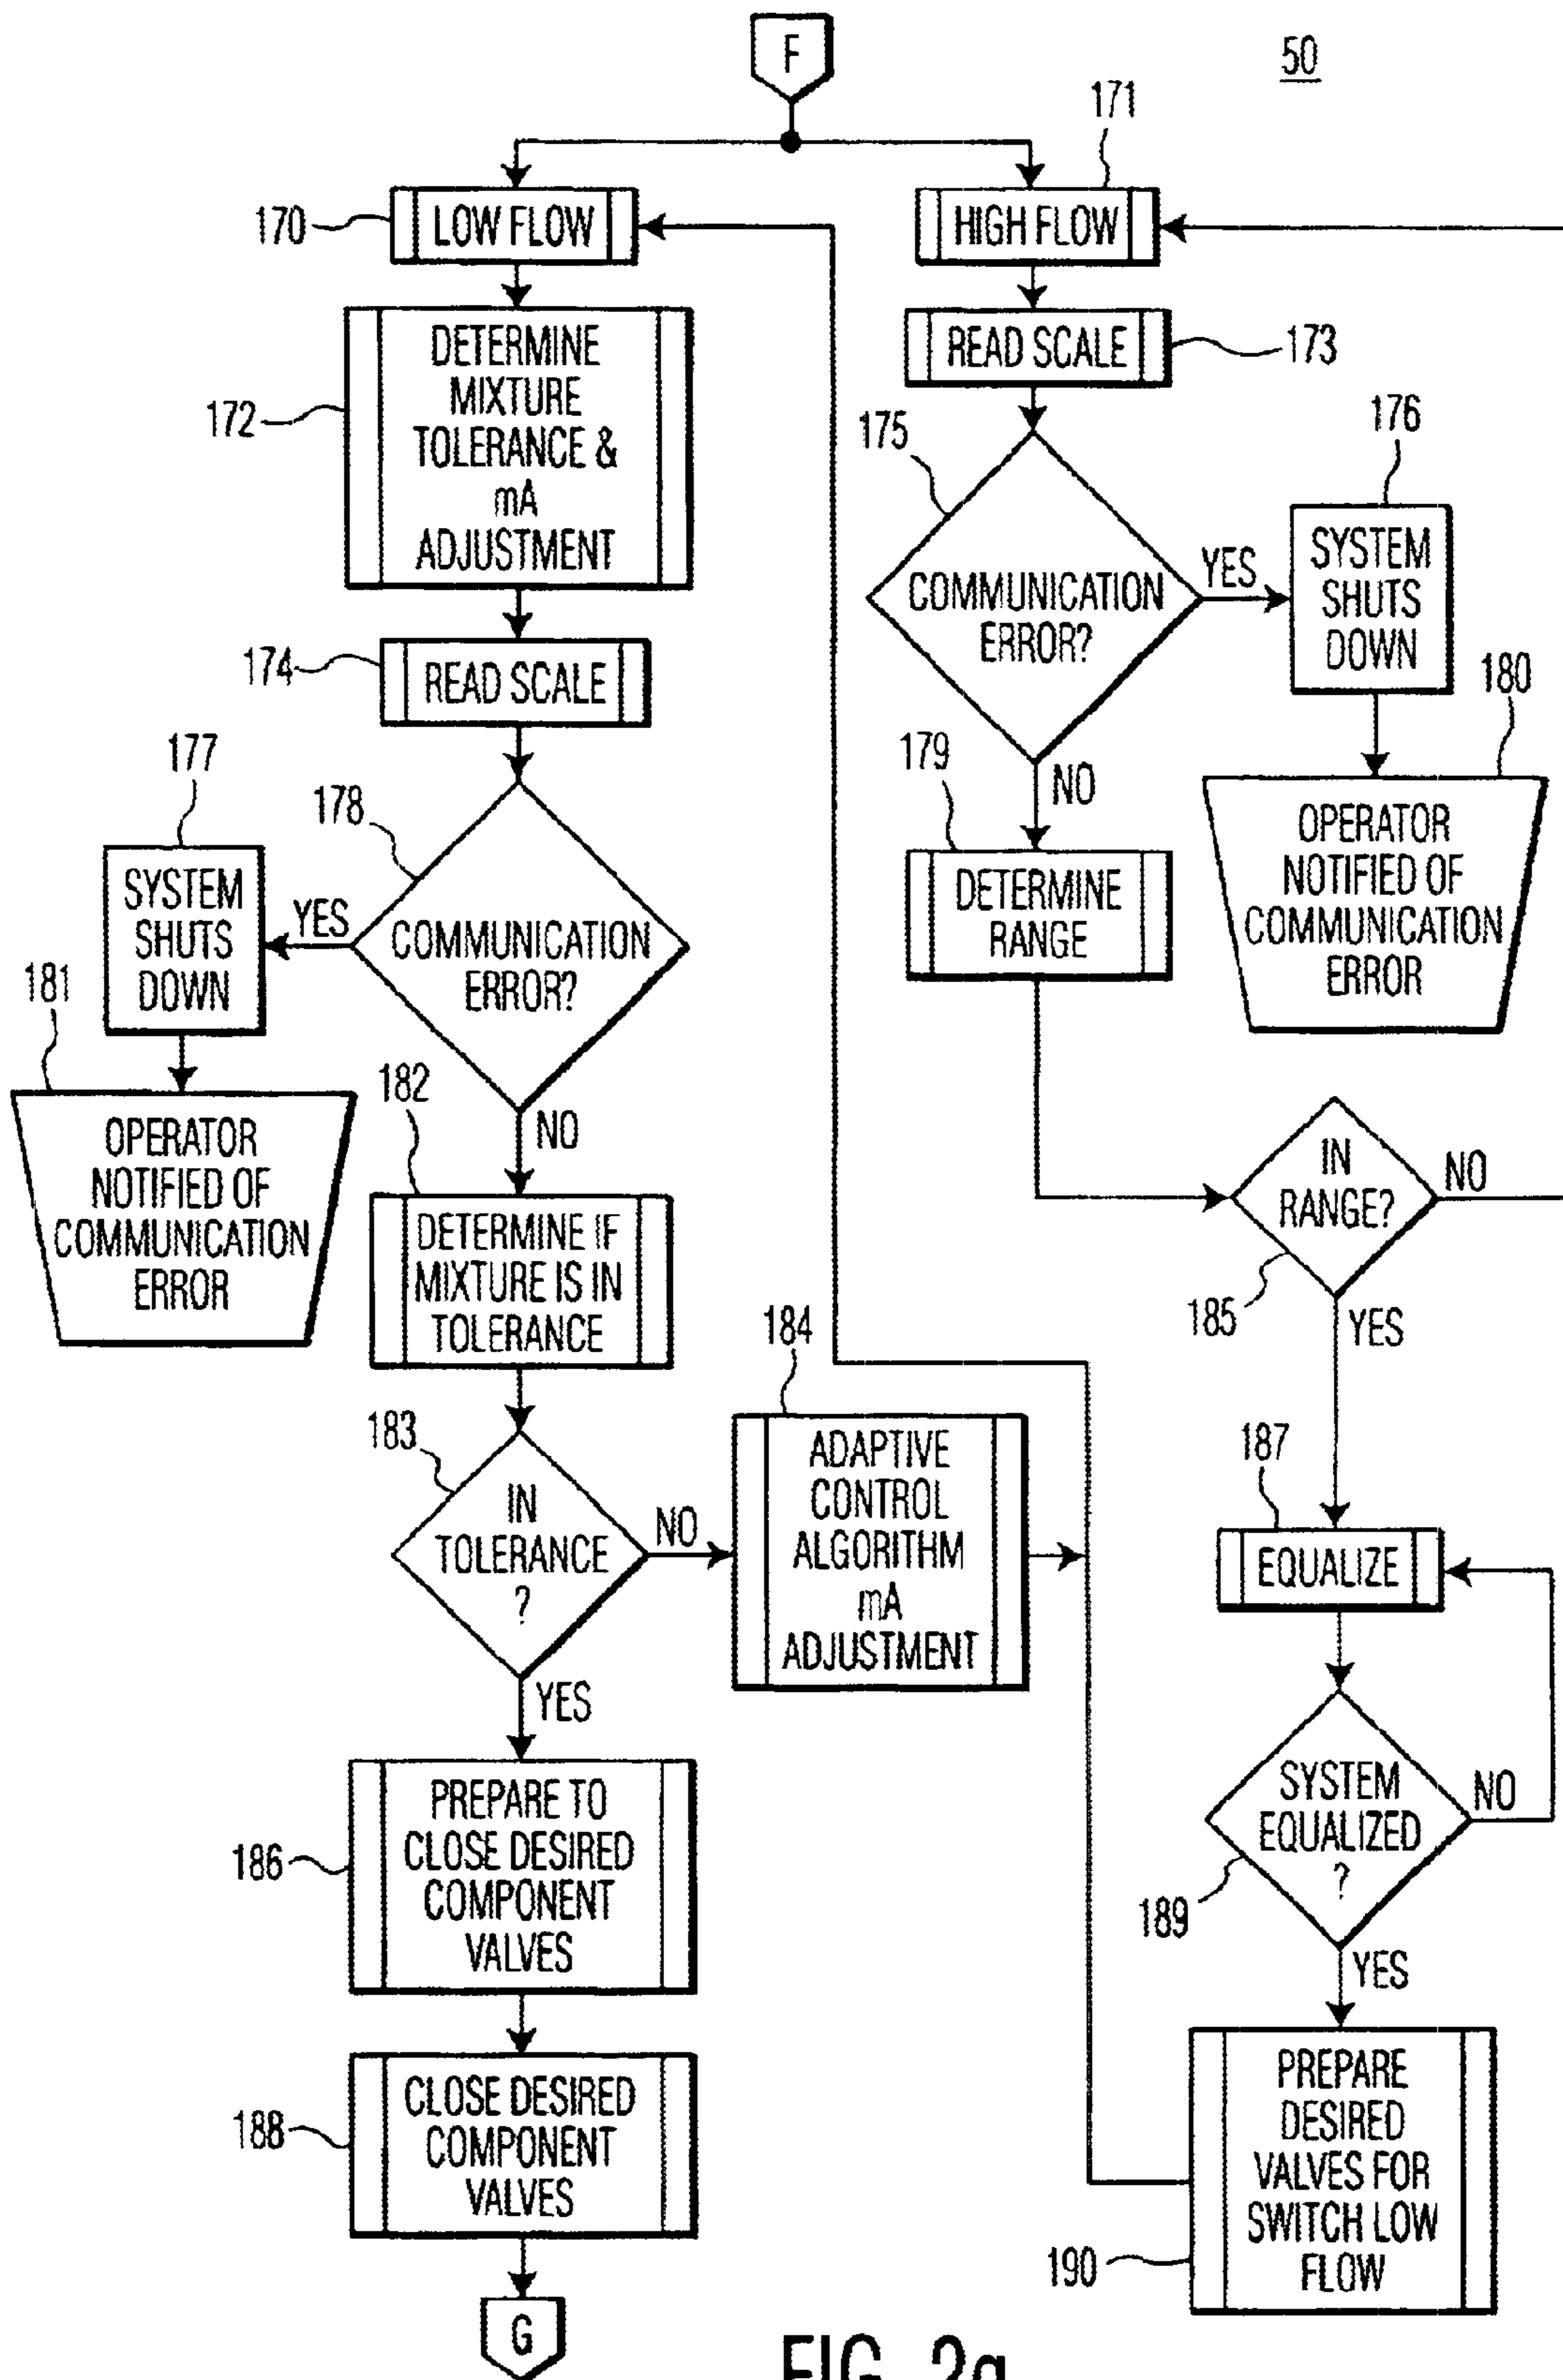 F
50
171
170
LOW FLOW
HIGH FLOW
DETERMINE
MIXTURE
TOLERANCE &
mA
ADJUSTMENT
172
READ SCALE
173
175
176
COMMUNICATION
ERROR?
YES
SYSTEM
SHUTS
DOWN
174
READ SCALE
180
177
178
179
NO
OPERATOR
NOTIFIED OF
COMMUNICATION
ERROR
SYSTEM
SHUTS
DOWN
YES
COMMUNICATION
ERROR?
DETERMINE
RANGE
181
182
NO
OPERATOR
NOTIFIED OF
COMMUNICATION
ERROR
IN
RANGE?
NO
DETERMINE IF
MIXTURE IS IN
TOLERANCE
185
YES
184
183
IN
TOLERANCE
?
NO
ADAPTIVE
CONTROL
ALGORITHM
mA
ADJUSTMENT
187
EQUALIZE
YES
186
PREPARE TO
CLOSE DESIRED
COMPONENT
VALVES
SYSTEM
EQUALIZED
?
NO
189
YES
188
CLOSE DESIRED
COMPONENT
VALVES
PREPARE
DESIRED
VALVES FOR
SWITCH LOW
FLOW
190
G
FIG. 2g